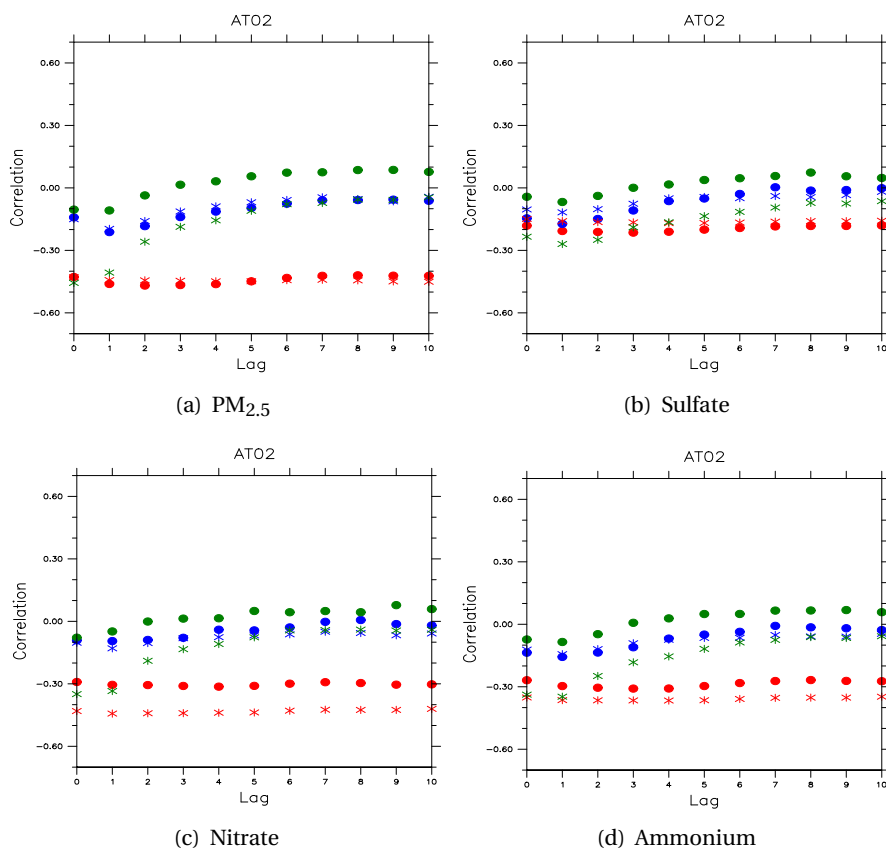 AT02
AT02
0.60
0.30
0.00
−0.30
−0.60
Correlation
0 1 2 3 4 5 6 7 8 9 10
Lag
0.60
0.30
0.00
−0.30
−0.60
Correlation
0 1 2 3 4 5 6 7 8 9 10
Lag
(a) PM2.5
(b) Sulfate
AT02
AT02
0.60
0.30
0.00
−0.30
−0.60
Correlation
0 1 2 3 4 5 6 7 8 9 10
Lag
0.60
0.30
0.00
−0.30
−0.60
Correlation
0 1 2 3 4 5 6 7 8 9 10
Lag
(c) Nitrate
(d) Ammonium